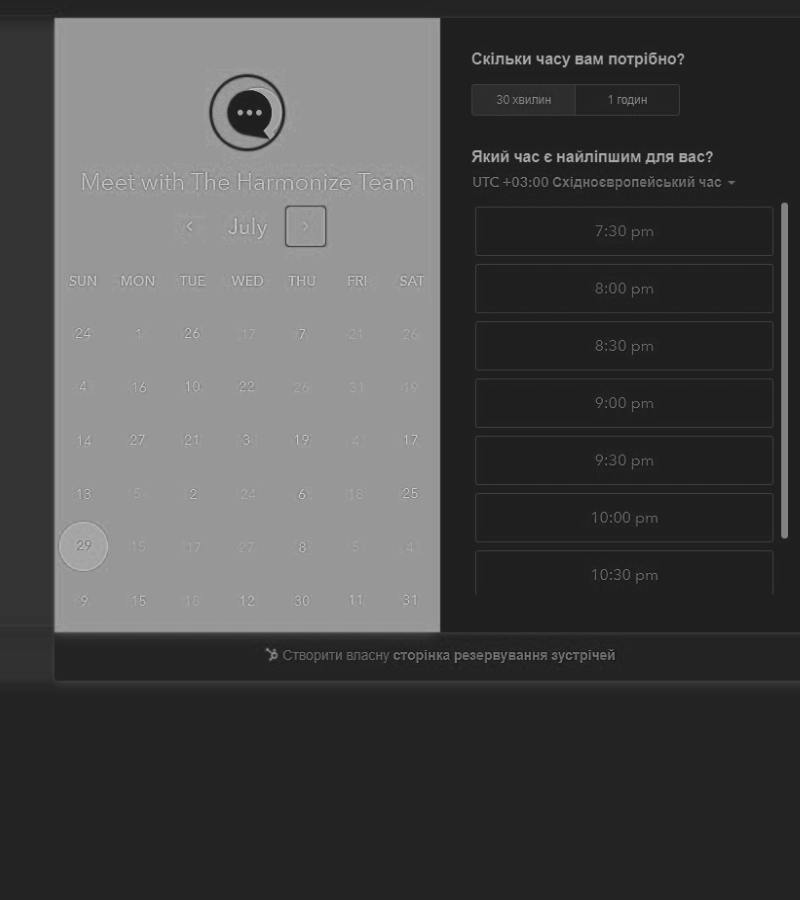 Meet with The Harmonize Team
July
SUN MON TUE WED THU FRI SAT
24 1 26 17 7 21 26
4 16 10 22 26 31 19
14 27 21 3 19 4 17
13 5 2 24 6 18 25
29 15 17 27 8 5 4
9 15 18 12 30 11 31
Скільки часу вам потрібно?
30 хвилин 1 годин
Який час є найліпшим для вас?
UTC +03:00 Східноєвропейський час
7:30 pm
8:00 pm
8:30 pm
9:00 pm
9:30 pm
10:00 pm
10:30 pm
Створити власну сторінка резервування зустрічей